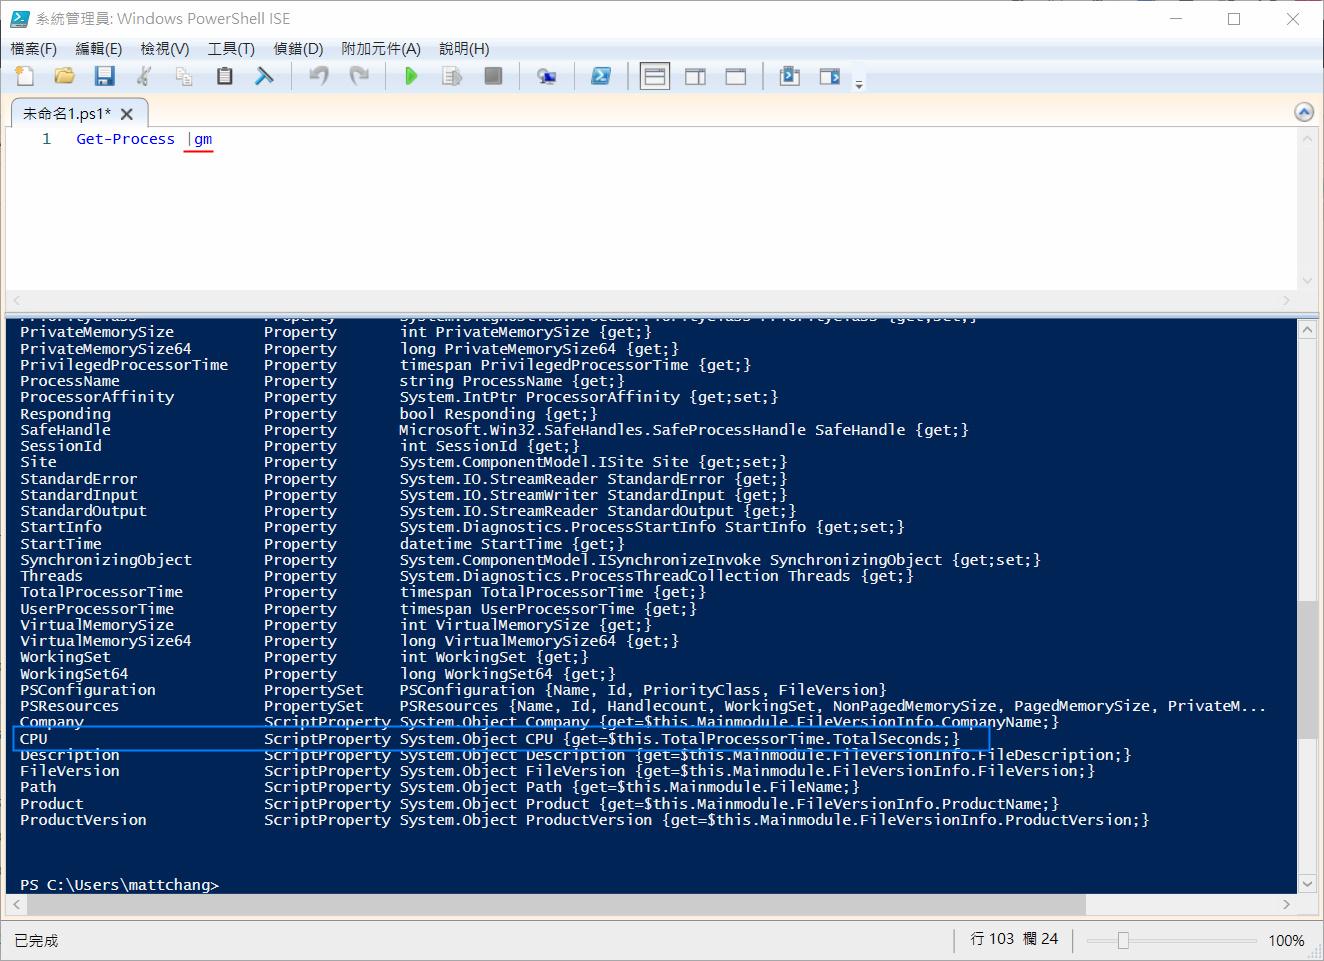 系統管理員: Windows PowerShell ISE
檔案(F) 編輯(E) 檢視(V) 工具(T) 偵錯(D) 附加元件(A) 說明(H)
未命名1.ps1*
1 Get-Process |gm
PrivateMemorySize Property int PrivateMemorySize {get;}
PrivateMemorySize64 Property long PrivateMemorySize64 {get;}
PrivilegedProcessorTime Property timespan PrivilegedProcessorTime {get;}
ProcessName Property string ProcessName {get;}
ProcessorAffinity Property System.IntPtr ProcessorAffinity {get;set;}
Responding Property bool Responding {get;}
SafeHandle Property Microsoft.Win32.SafeHandles.SafeProcessHandle SafeHandle {get;}
SessionId Property int SessionId {get;}
Site Property System.ComponentModel.ISite Site {get;set;}
StandardError Property System.IO.StreamReader StandardError {get;}
StandardInput Property System.IO.StreamWriter StandardInput {get;}
StandardOutput Property System.IO.StreamReader StandardOutput {get;}
StartInfo Property System.Diagnostics.ProcessStartInfo StartInfo {get;set;}
StartTime Property datetime StartTime {get;}
SynchronizingObject Property System.ComponentModel.ISynchronizeInvoke SynchronizingObject {get;set;}
Threads Property System.Diagnostics.ProcessThreadCollection Threads {get;}
TotalProcessorTime Property timespan TotalProcessorTime {get;}
UserProcessorTime Property timespan UserProcessorTime {get;}
VirtualMemorySize Property int VirtualMemorySize {get;}
VirtualMemorySize64 Property long VirtualMemorySize64 {get;}
WorkingSet Property int WorkingSet {get;}
WorkingSet64 Property long WorkingSet64 {get;}
PSConfiguration PropertySet PSConfiguration {Name, Id, PriorityClass, FileVersion}
PSResources PropertySet PSResources {Name, Id, Handlecount, WorkingSet, NonPagedMemorySize, PagedMemorySize, PrivateM...
Company ScriptProperty System.Object Company {get=$this.Mainmodule.FileVersionInfo.CompanyName;}
CPU ScriptProperty System.Object CPU {get=$this.TotalProcessorTime.TotalSeconds;}
Description ScriptProperty System.Object Description {get=$this.Mainmodule.FileVersionInfo.FileDescription;}
FileVersion ScriptProperty System.Object FileVersion {get=$this.Mainmodule.FileVersionInfo.FileVersion;}
Path ScriptProperty System.Object Path {get=$this.Mainmodule.FileName;}
Product ScriptProperty System.Object Product {get=$this.Mainmodule.FileVersionInfo.ProductName;}
ProductVersion ScriptProperty System.Object ProductVersion {get=$this.Mainmodule.FileVersionInfo.ProductVersion;}
PS C:\Users\mattchang>
已完成 行 103 欄 24 100%